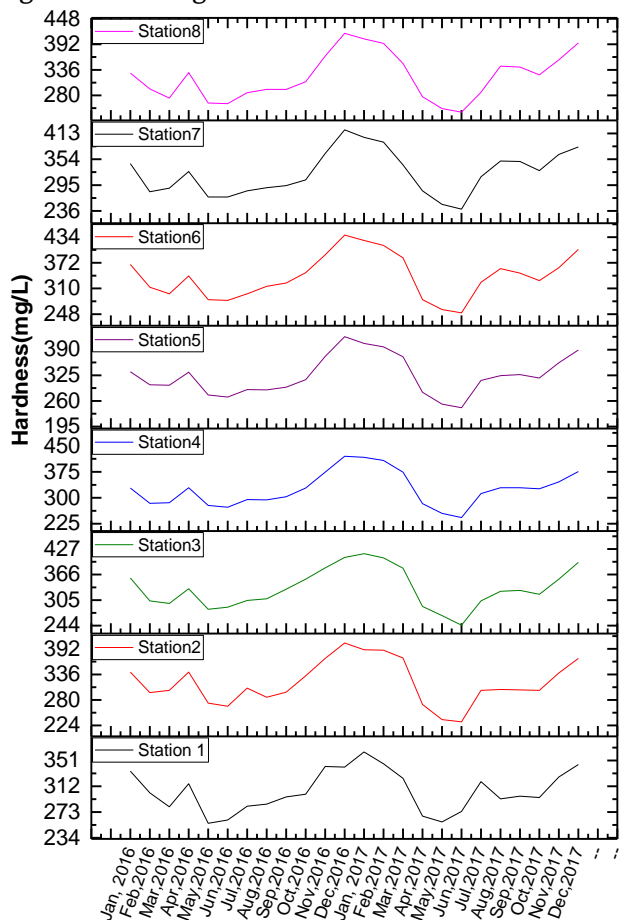 Hardness(mg/L)
448
Station8
392
336
280
Station7
413
354
295
236
Station6
434
372
310
248
Station5
390
325
260
195
Station4
450
375
300
225
Station3
427
366
305
244
Station2
392
336
280
224
Station 1
351
312
273
234
Jan, 2016
Feb,2016
Mar,2016
Apr,2016
May,2016
Jun,2016
Jul,2016
Aug,2016
Sep,2016
Oct,2016
Nov,2016
Dec,2016
Jan, 2017
Feb,2017
Mar,2017
Apr,2017
May,2017
Jun,2017
Jul,2017
Aug,2017
Sep,2017
Oct,2017
Nov,2017
Dec,2017
--
--